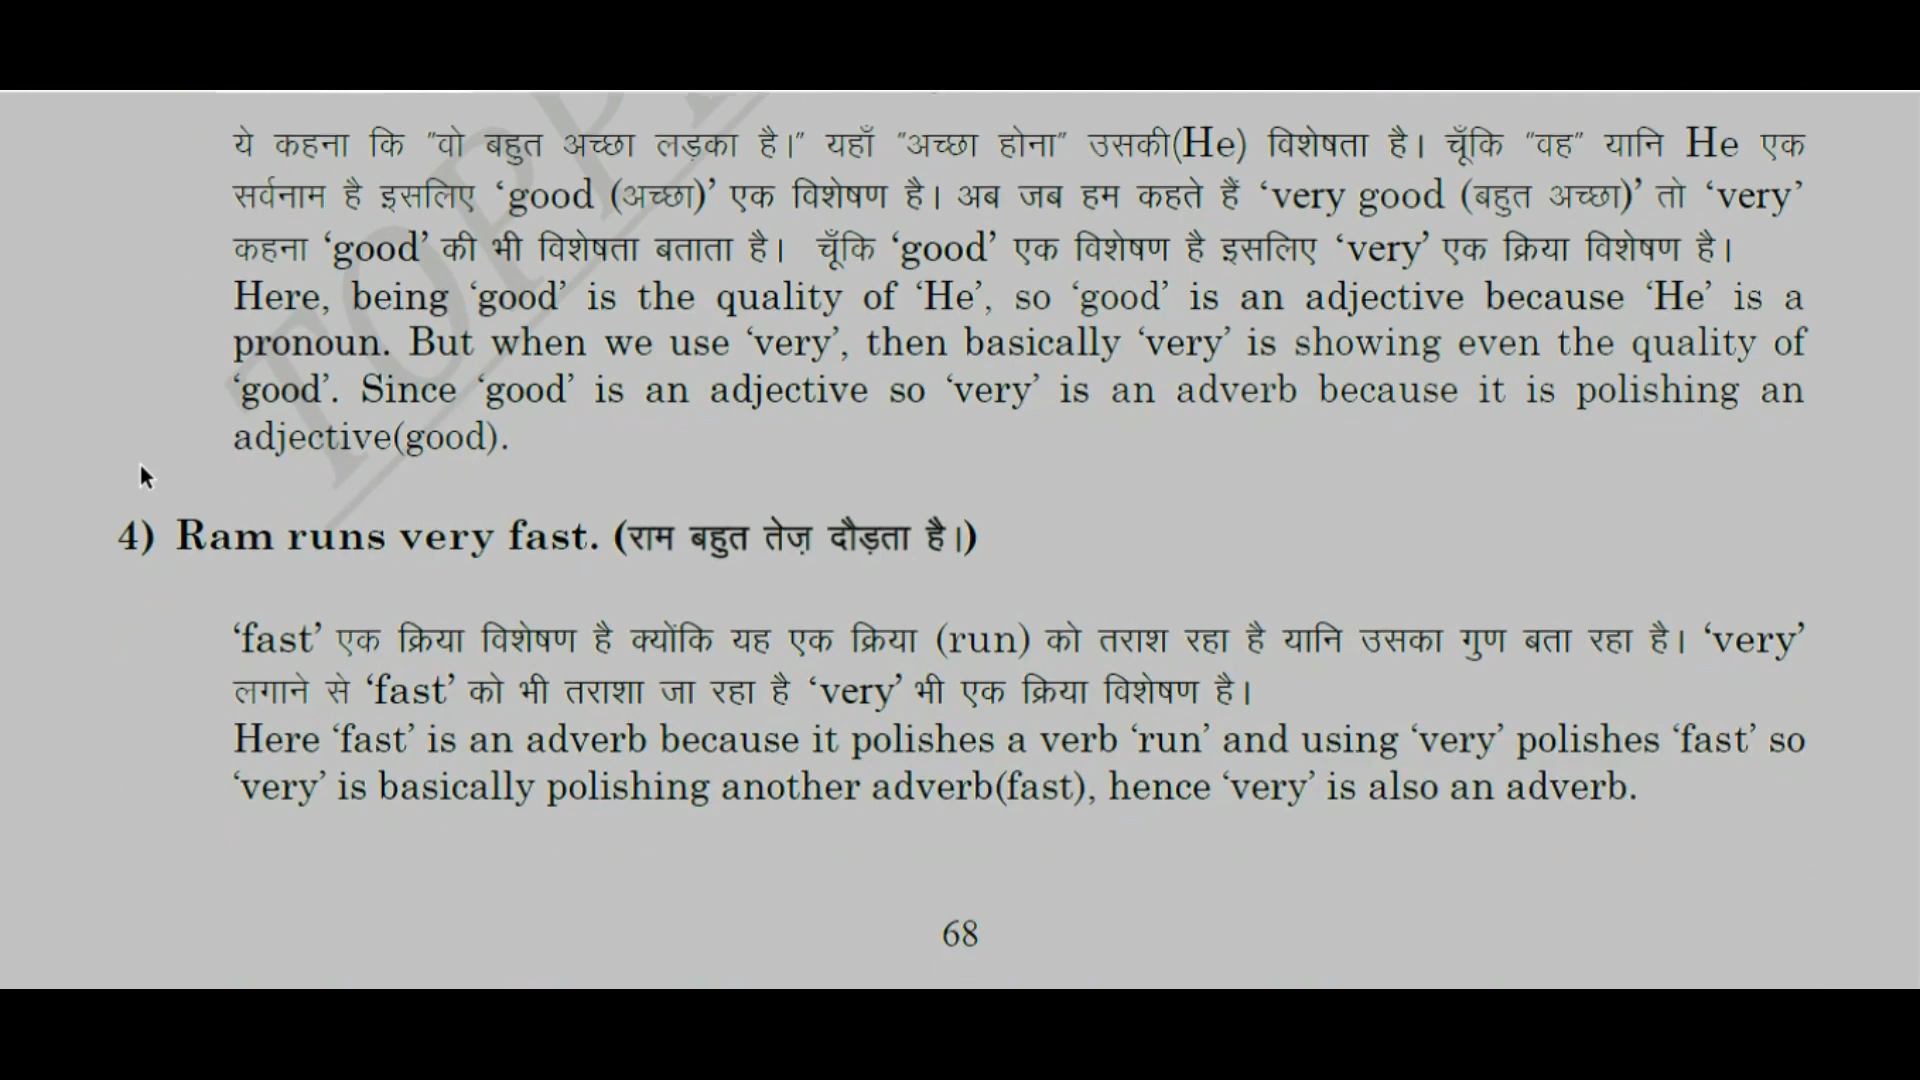 ये कहना कि "वो बहुत अच्छा लड़का है।" यहाँ "अच्छा होना" उसकी(He) विशेषता है। चूँकि "वह" यानि He एक
सर्वनाम है इसलिए ‘good (अच्छा)’ एक विशेषण है। अब जब हम कहते हैं ‘very good (बहुत अच्छा)’ तो ‘very’
कहना ‘good’ की भी विशेषता बताता है। चूँकि ‘good’ एक विशेषण है इसलिए ‘very’ एक क्रिया विशेषण है।
Here, being ‘good’ is the quality of ‘He’, so ‘good’ is an adjective because ‘He’ is a
pronoun. But when we use ‘very’, then basically ‘very’ is showing even the quality of
‘good’. Since ‘good’ is an adjective so ‘very’ is an adverb because it is polishing an
adjective(good).
4) Ram runs very fast. (राम बहुत तेज़ दौड़ता है।)
‘fast’ एक क्रिया विशेषण है क्योंकि यह एक क्रिया (run) को तराश रहा है यानि उसका गुण बता रहा है। ‘very’
लगाने से ‘fast’ को भी तराशा जा रहा है ‘very’ भी एक क्रिया विशेषण है।
Here ‘fast’ is an adverb because it polishes a verb ‘run’ and using ‘very’ polishes ‘fast’ so
‘very’ is basically polishing another adverb(fast), hence ‘very’ is also an adverb.
68